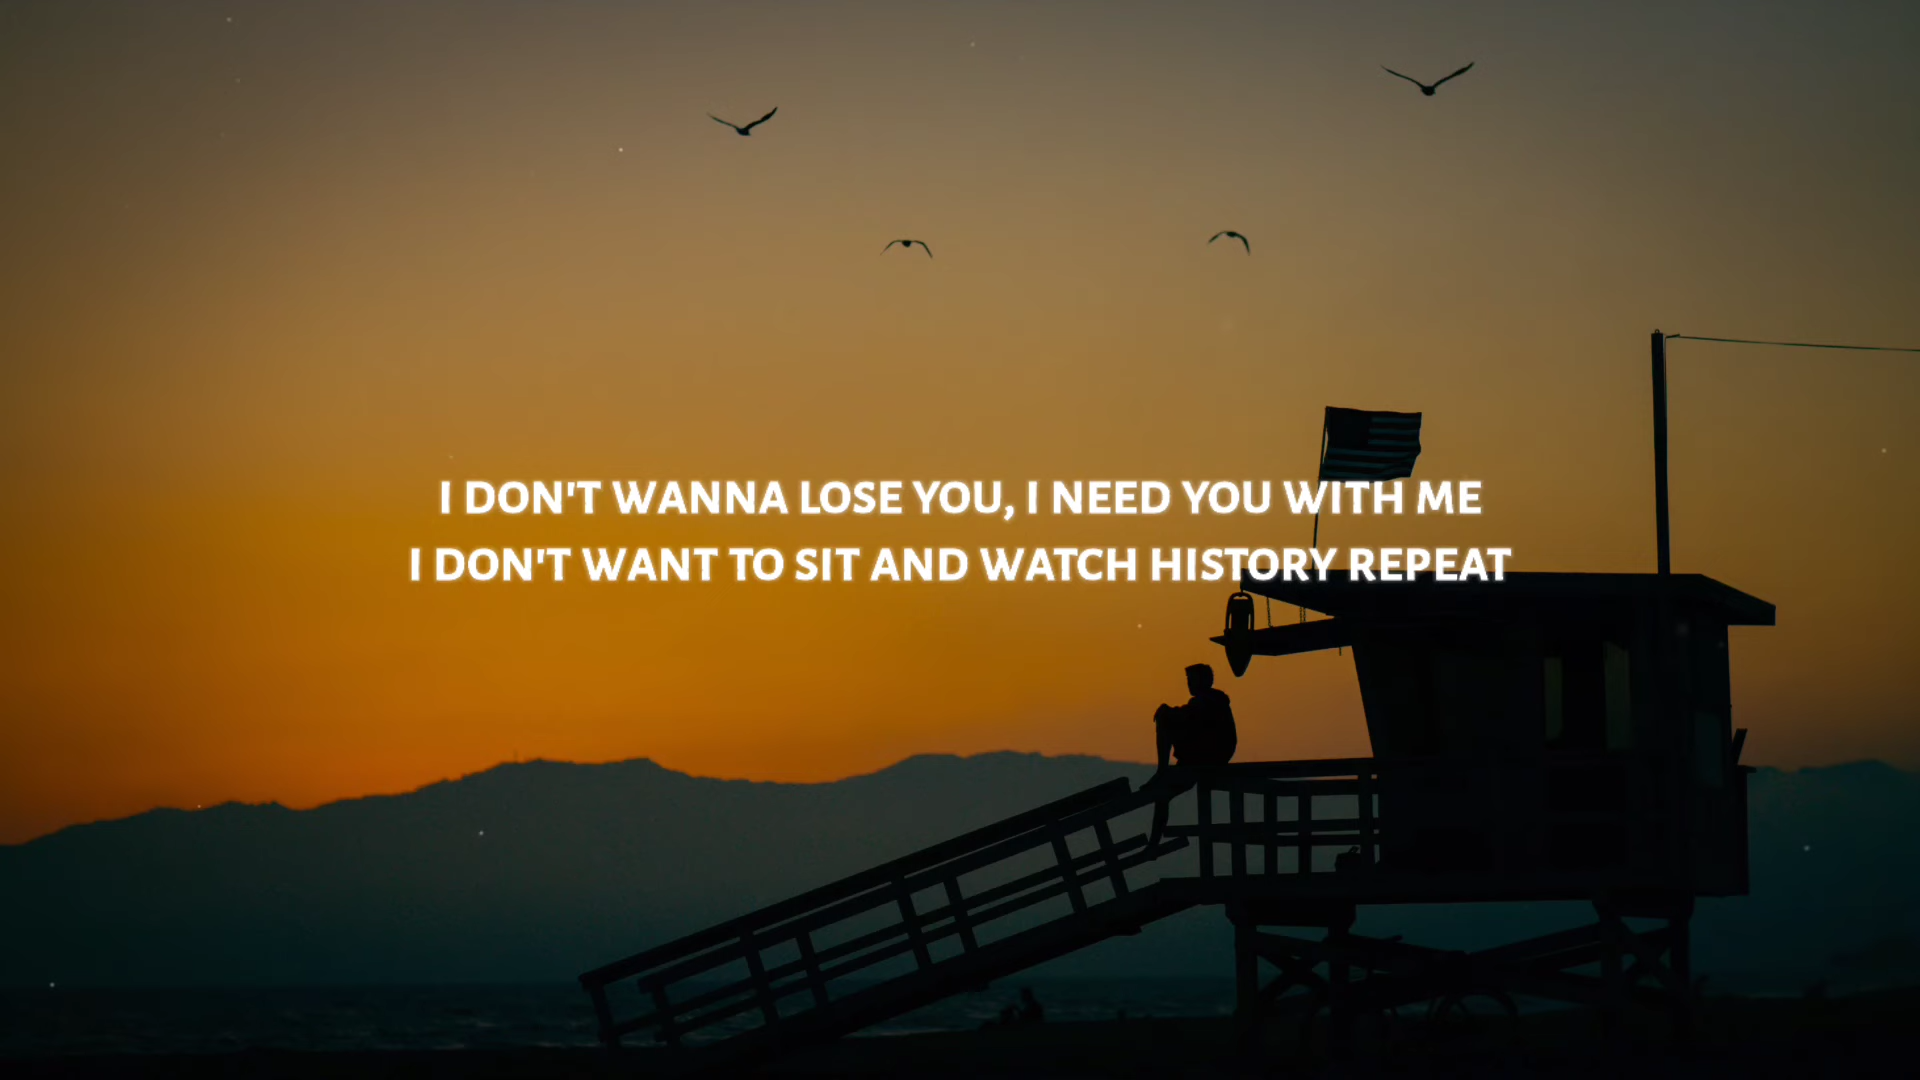 I DON'T WANNA LOSE YOU, I NEED YOU WITH ME
I DON'T WANT TO SIT AND WATCH HISTORY REPEAT